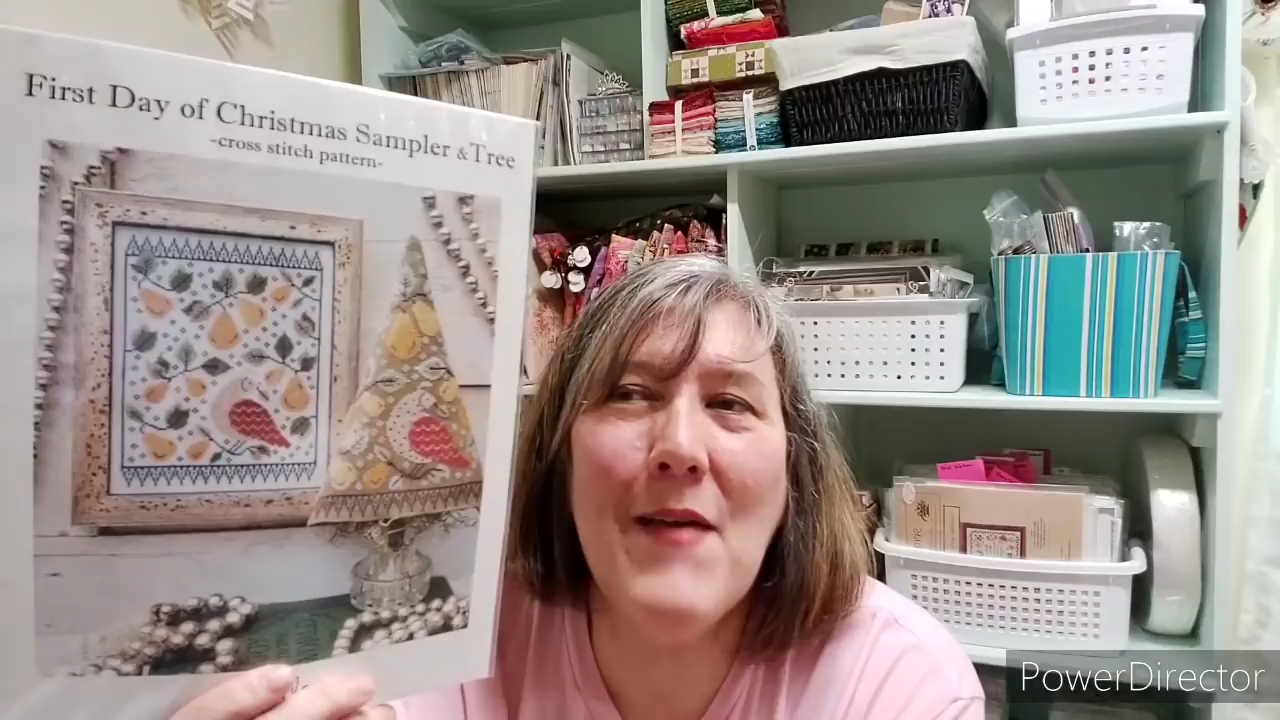 First Day of Christmas Sampler & Tree
-cross stitch pattern-
PowerDirector